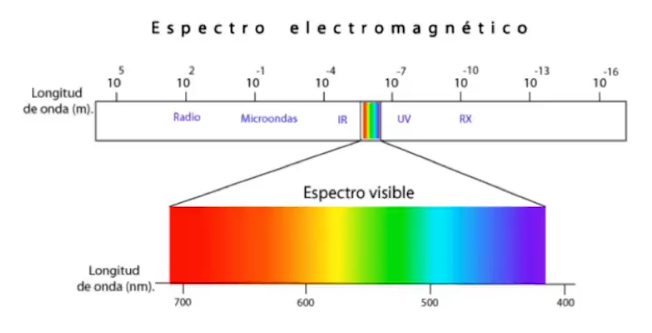 Espectro electromagnético
10 5 10 2 10 -1 10 -4 10 -7 10 -10 10 -13 10 -16
Longitud
de onda (m).
Radio Microondas IR UV RX
Espectro visible
Longitud
de onda (nm).
700 600 500 400